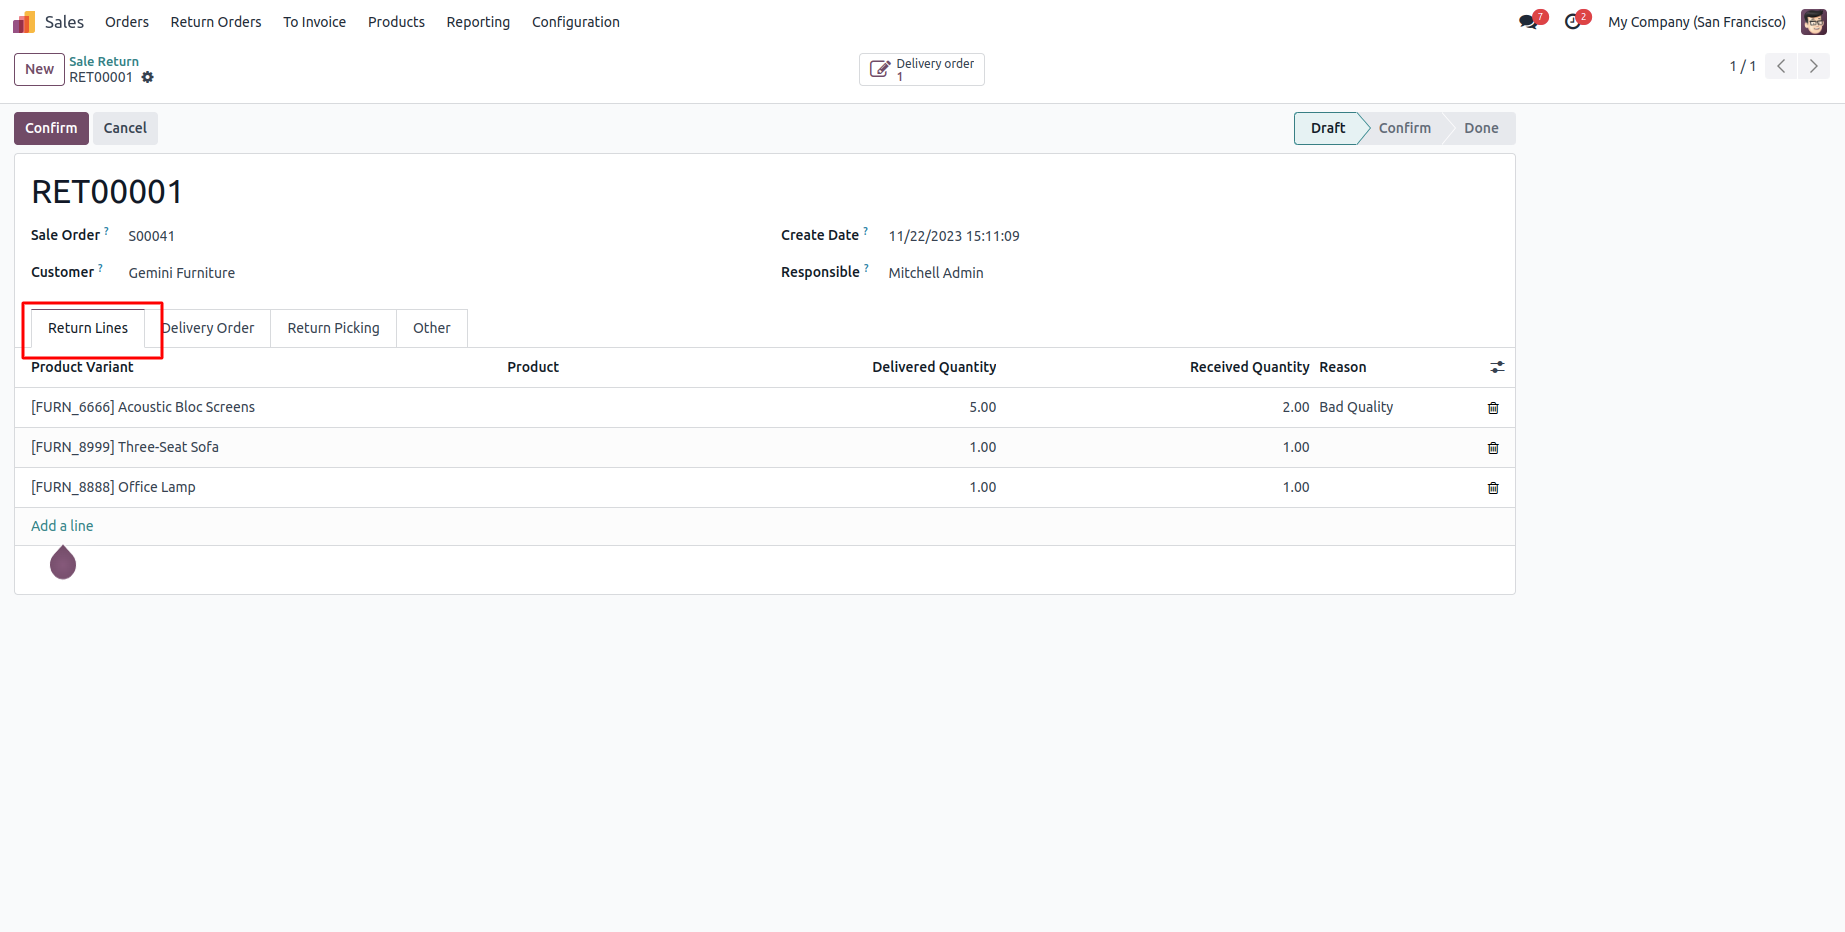 Sales Orders Return Orders To Invoice Products Reporting Configuration 7 2 My Company (San Francisco)
New Sale Return
RET00001
Delivery order
1
1 / 1
Confirm Cancel Draft Confirm Done
RET00001
Sale Order ? S00041 Create Date ? 11/22/2023 15:11:09
Customer ? Gemini Furniture Responsible ? Mitchell Admin
Return Lines Delivery Order Return Picking Other
Product Variant Product Delivered Quantity Received Quantity Reason
[FURN_6666] Acoustic Bloc Screens 5.00 2.00 Bad Quality
[FURN_8999] Three-Seat Sofa 1.00 1.00
[FURN_8888] Office Lamp 1.00 1.00
Add a line